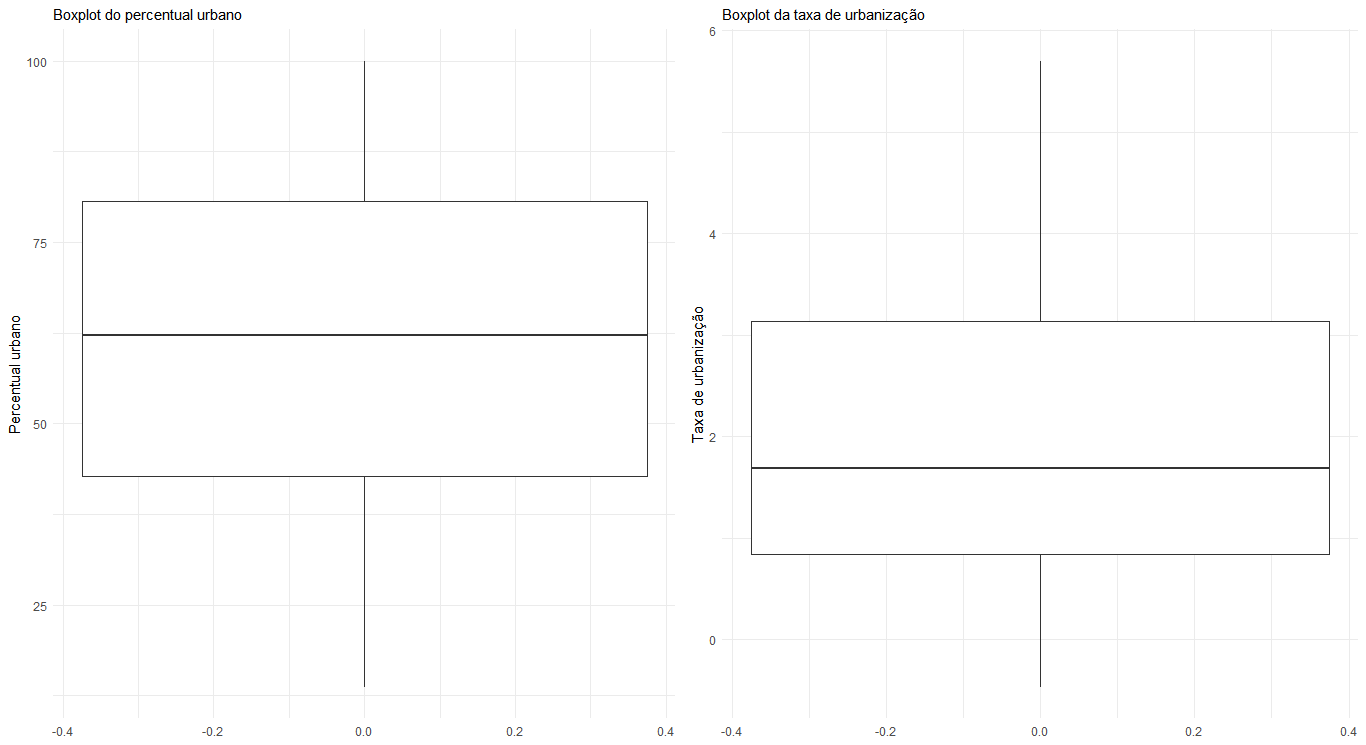 Boxplot do percentual urbano
Percentual urbano
100
75
50
25
-0.4 -0.2 0.0 0.2 0.4
Boxplot da taxa de urbanização
Taxa de urbanização
6
4
2
0
-0.4 -0.2 0.0 0.2 0.4